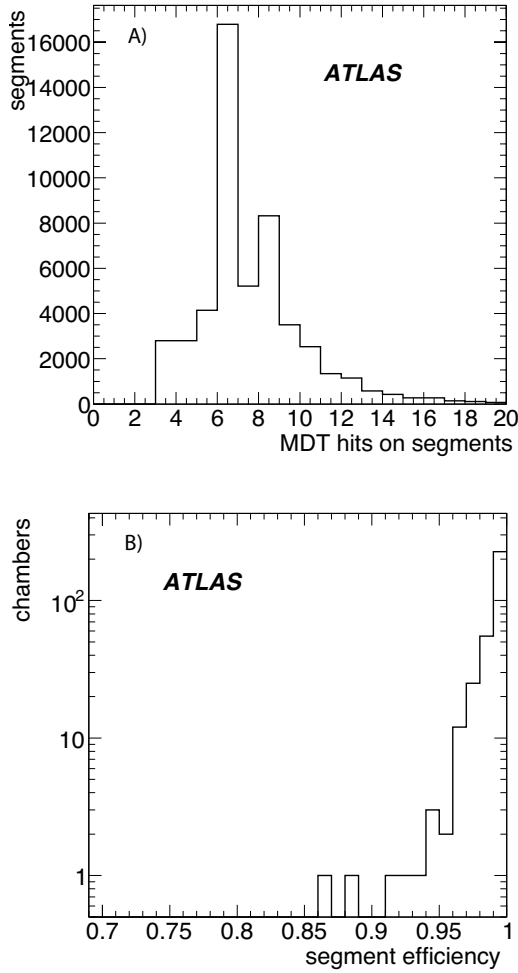 segments
A)
ATLAS
16000
14000
12000
10000
8000
6000
4000
2000
0
0 2 4 6 8 10 12 14 16 18 20
MDT hits on segments
chambers
B)
ATLAS
10²
10
1
0.7 0.75 0.8 0.85 0.9 0.95 1
segment efficiency